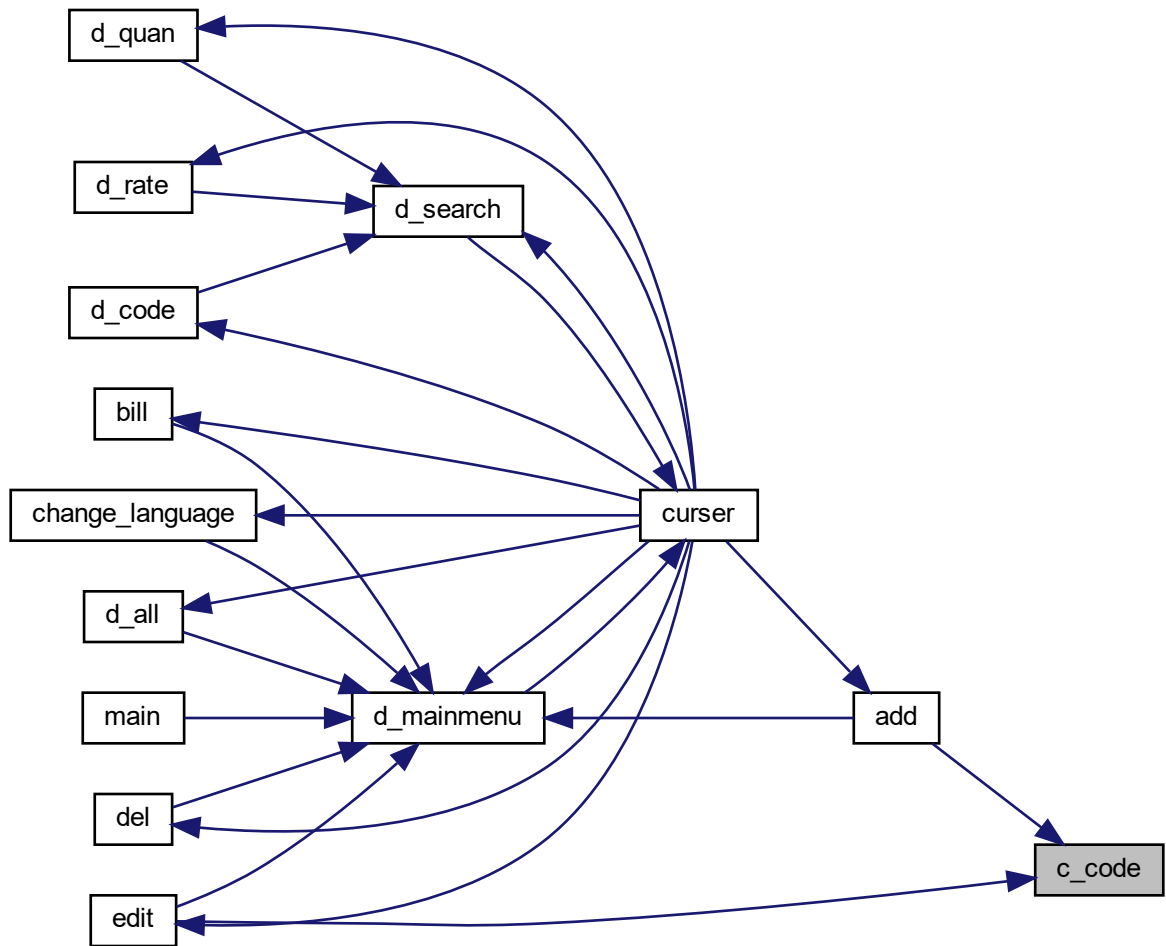 d_quan
d_rate
d_search
d_code
bill
change_language
curser
d_all
main
d_mainmenu
add
del
c_code
edit